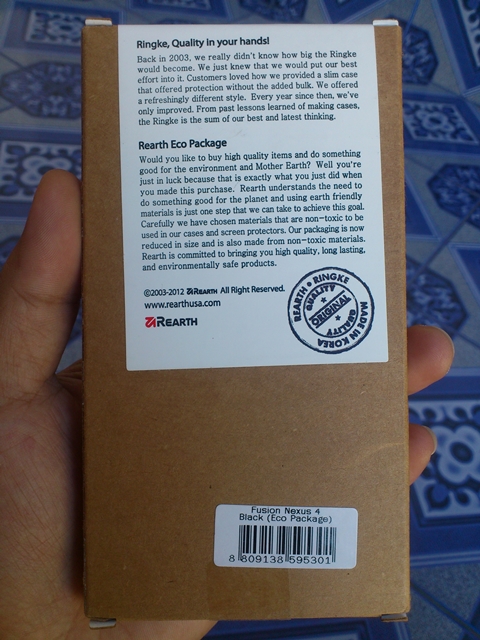 Ringke, Quality in your hands!
Back in 2003, we really didn't know how big the Ringke
would become. We just knew that we would put our best
effort into it. Customers loved how we provided a slim case
that offered protection without the added bulk. We offered
a refreshingly different style. Every year since then, we've
only improved. From past lessons learned of making cases,
the Ringke is the sum of our best and latest thinking.
Rearth Eco Package
Would you like to buy high quality items and do something
good for the environment and Mother Earth? Well you're
just in luck because that is exactly what you just did when
you made this purchase. Rearth understands the need to
do something good for the planet and using earth friendly
materials is just one step that we can take to achieve this goal.
Carefully we have chosen materials that are non-toxic to be
used in our cases and screen protectors. Our packaging is now
reduced in size and is also made from non-toxic materials.
Rearth is committed to bringing you high quality, long lasting,
and environmentally safe products.
©2003-2012 REARTH All Right Reserved.
www.rearthusa.com
REARTH
REARTH • RINGKE
MADE IN KOREA
QUALITY
ORIGINAL
QUALITY
Fusion Nexus 4
Black (Eco Package)
8 809138 595301